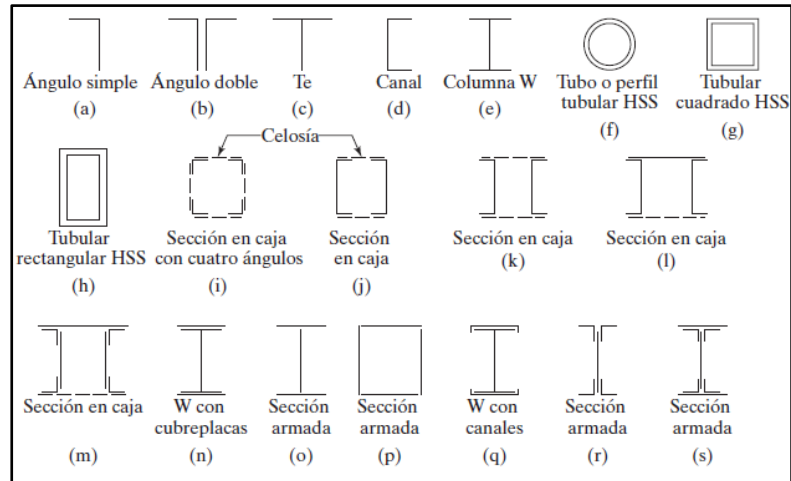 Ángulo simple Ángulo doble Te Canal Columna W Tubo o perfil Tubular
tubular HSS cuadrado HSS
(a) (b) (c) (d) (e) (f) (g)
Celosía
Tubular Sección en caja Sección Sección en caja Sección en caja
rectangular HSS con cuatro ángulos en caja (k) (l)
(h) (i) (j)
Sección en caja W con Sección Sección W con Sección Sección
cubreplacas armada armada canales armada armada
(m) (n) (o) (p) (q) (r) (s)